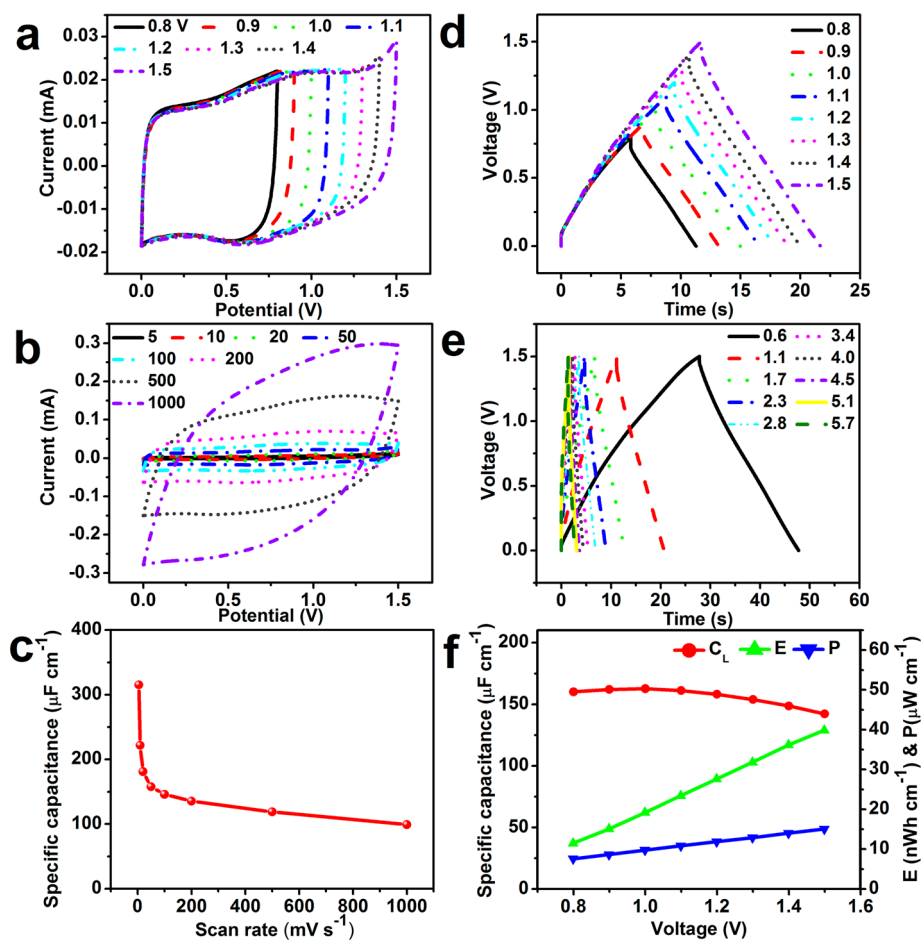 a
0.8 V 0.9 1.0 1.1
1.2 1.3 1.4
1.5
Current (mA)
0.03
0.02
0.01
0.00
-0.01
-0.02
0.0 0.5 1.0 1.5
Potential (V)
d
0.8
0.9
1.0
1.1
1.2
1.3
1.4
1.5
Voltage (V)
1.5
1.0
0.5
0.0
0 5 10 15 20 25
Time (s)
b
5 10 20 50
100 200
500
1000
Current (mA)
0.3
0.2
0.1
0.0
-0.1
-0.2
-0.3
0.0 0.5 1.0 1.5
Potential (V)
e
0.6 3.4
1.1 4.0
1.7 4.5
2.3 5.1
2.8 5.7
Voltage (V)
1.5
1.0
0.5
0.0
0 10 20 30 40 50 60
Time (s)
c
Specific capacitance (μF cm⁻¹)
400
300
200
100
0
0 200 400 600 800 1000
Scan rate (mV s⁻¹)
f
C_L E P
Specific capacitance (μF cm⁻¹)
200
150
100
50
0
60
50
40
30
20
10
0
E (nWh cm⁻¹) & P(μW cm⁻¹)
0.8 1.0 1.2 1.4 1.6
Voltage (V)